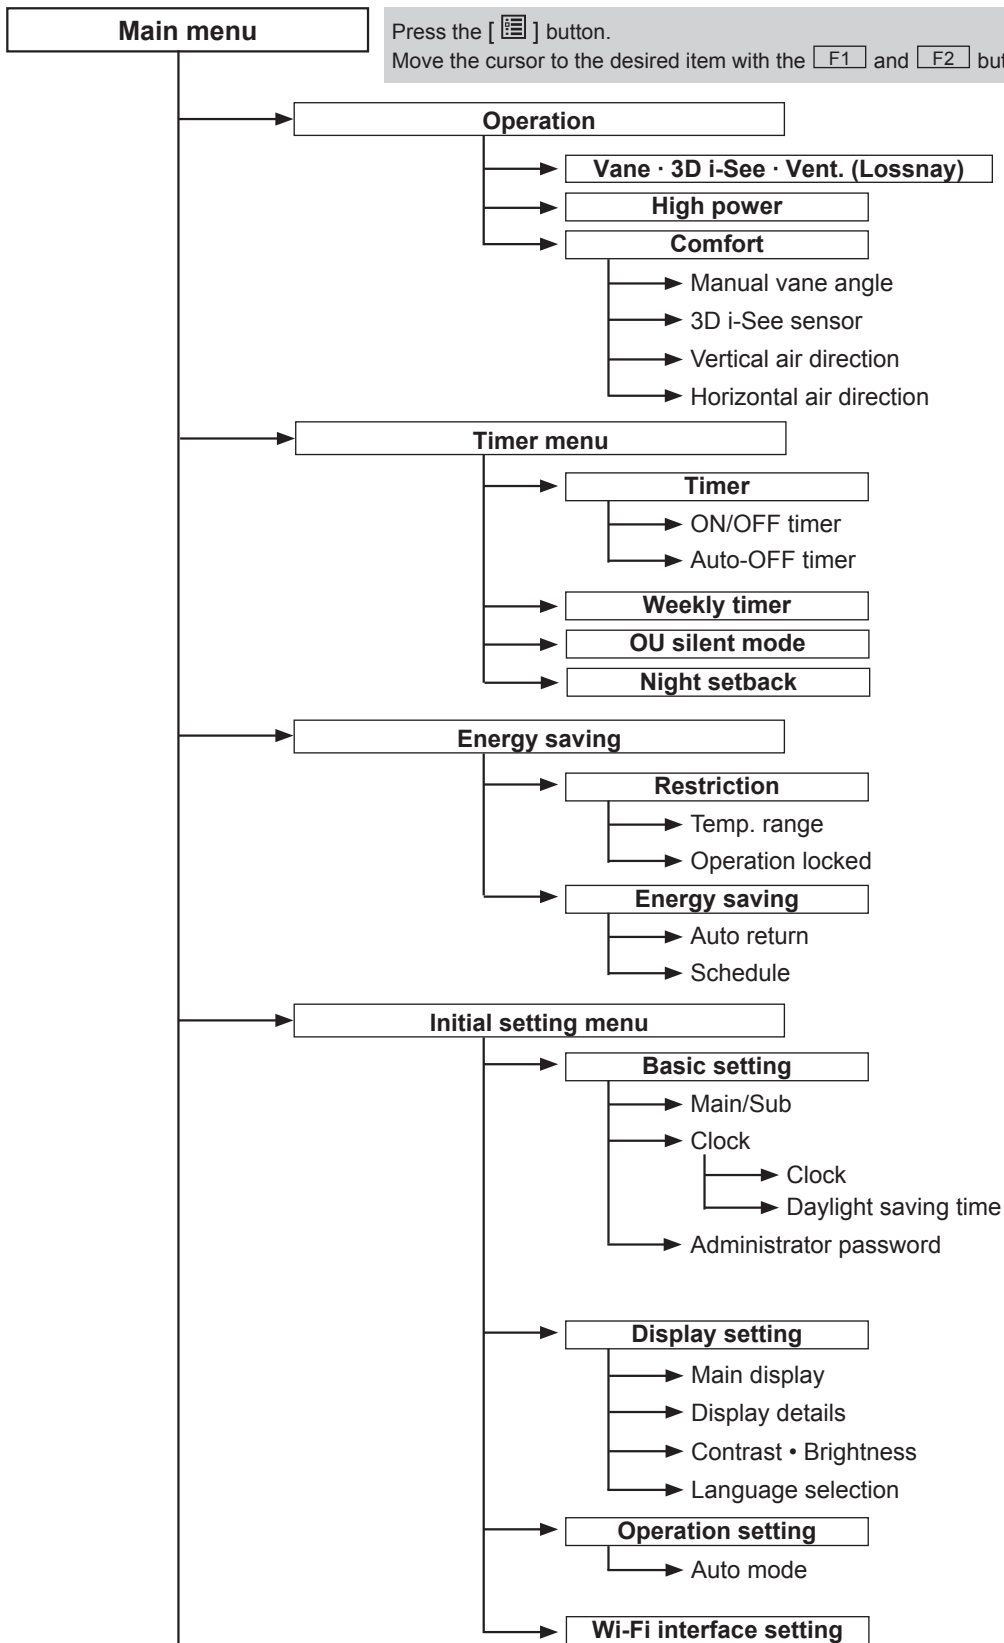 Main menu
Press the [ ] button.
Move the cursor to the desired item with the F1 and F2
Operation
Vane · 3D i-See · Vent. (Lossnay)
High power
Comfort
Manual vane angle
3D i-See sensor
Vertical air direction
Horizontal air direction
Timer menu
Timer
ON/OFF timer
Auto-OFF timer
Weekly timer
OU silent mode
Night setback
Energy saving
Restriction
Temp. range
Operation locked
Energy saving
Auto return
Schedule
Initial setting menu
Basic setting
Main/Sub
Clock
Clock
Daylight saving time
Administrator password
Display setting
Main display
Display details
Contrast • Brightness
Language selection
Operation setting
Auto mode
Wi-Fi interface setting